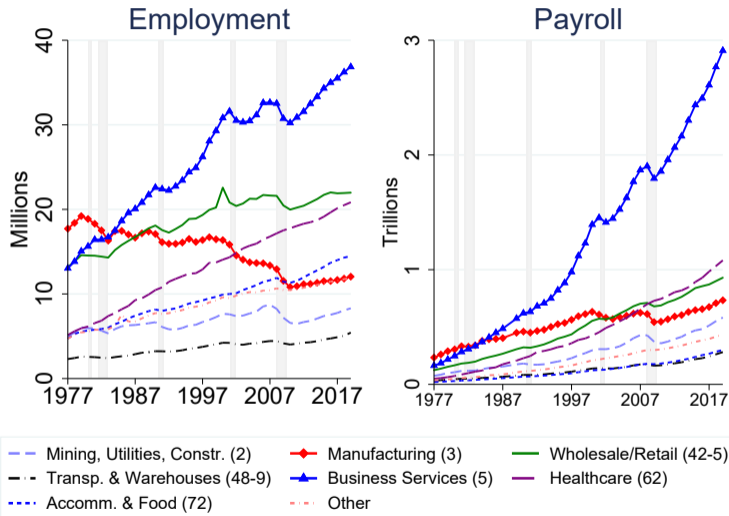 Employment
Payroll
40
30
20
10
0
Millions
1977 1987 1997 2007 2017
3
2
1
0
Trillions
1977 1987 1997 2007 2017
Mining, Utilities, Constr. (2)
Manufacturing (3)
Wholesale/Retail (42-5)
Transp. & Warehouses (48-9)
Business Services (5)
Healthcare (62)
Accomm. & Food (72)
Other